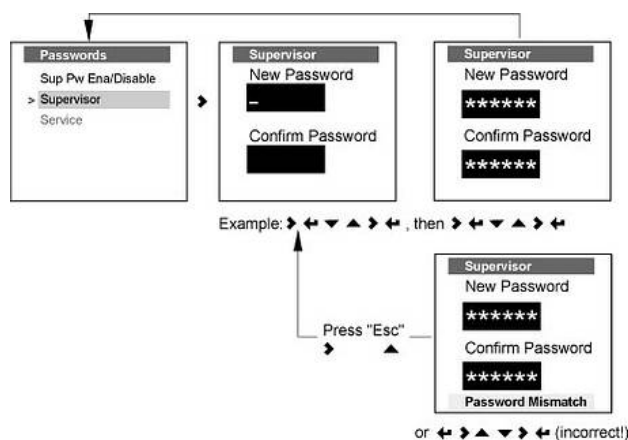 Passwords
Sup Pw Ena/Disable
> Supervisor
Service
Supervisor
New Password
_
Confirm Password
Supervisor
New Password
******
Confirm Password
******
Example: , then
Supervisor
New Password
******
Confirm Password
******
Password Mismatch
Press "Esc"
or (incorrect!)